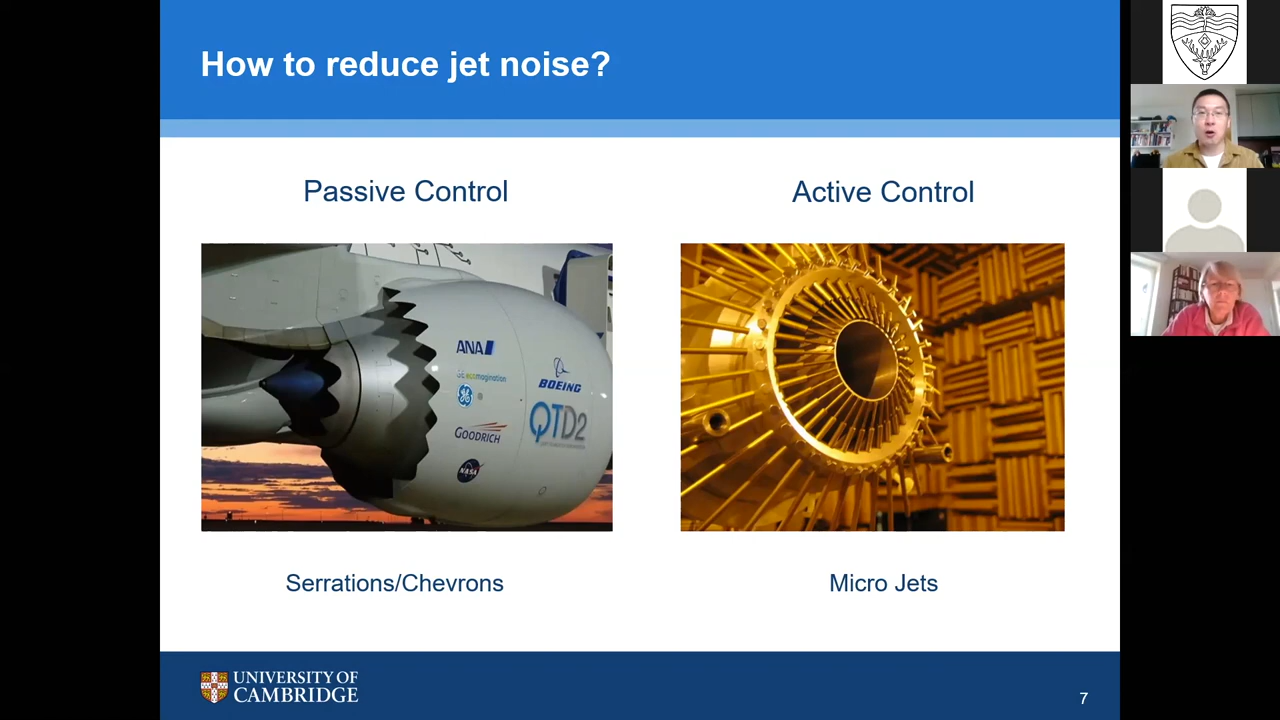 How to reduce jet noise?
Passive Control
Active Control
ANA
BOEING
GOODRICH
QTD2
NASA
Serrations/Chevrons
Micro Jets
UNIVERSITY OF
CAMBRIDGE
7